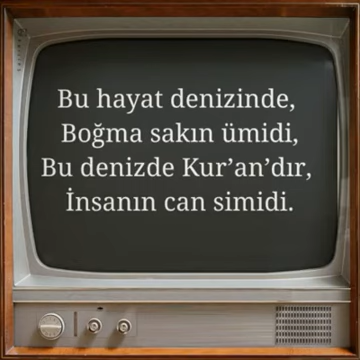 Bu hayat denizinde,
Boğma sakın ümidi,
Bu denizde Kur’an’dır,
İnsanın can simidi.